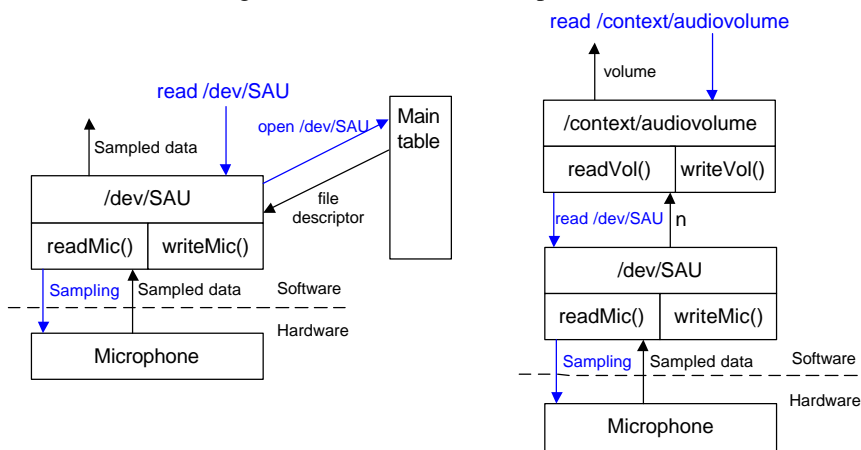 read /dev/SAU
open /dev/SAU
Main
table
Sampled data
/dev/SAU
file
descriptor
readMic()
writeMic()
Sampling
Sampled data
Software
Hardware
Microphone
read /context/audiovolume
volume
/context/audiovolume
readVol()
writeVol()
read /dev/SAU
n
/dev/SAU
readMic()
writeMic()
Sampling
Sampled data
Software
Hardware
Microphone